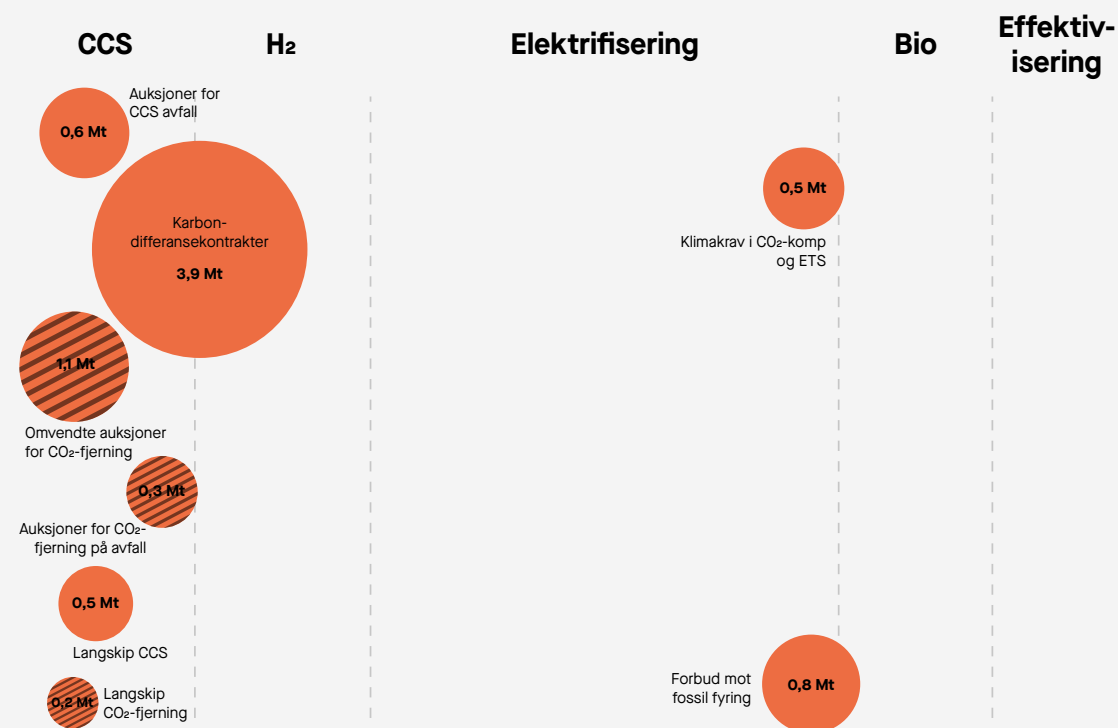 CCS
H₂
Elektrifisering
Bio
Effektiv-
isering
Auksjoner for
CCS avfall
0,6 Mt
Karbon-
differansekontrakter
3,9 Mt
0,5 Mt
Klimakrav i CO₂-komp
og ETS
1,1 Mt
Omvendte auksjoner
for CO₂-fjerning
0,3 Mt
Auksjoner for CO₂-
fjerning på avfall
0,5 Mt
Langskip CCS
0,2 Mt
Langskip
CO₂-fjerning
Forbud mot
fossil fyring
0,8 Mt